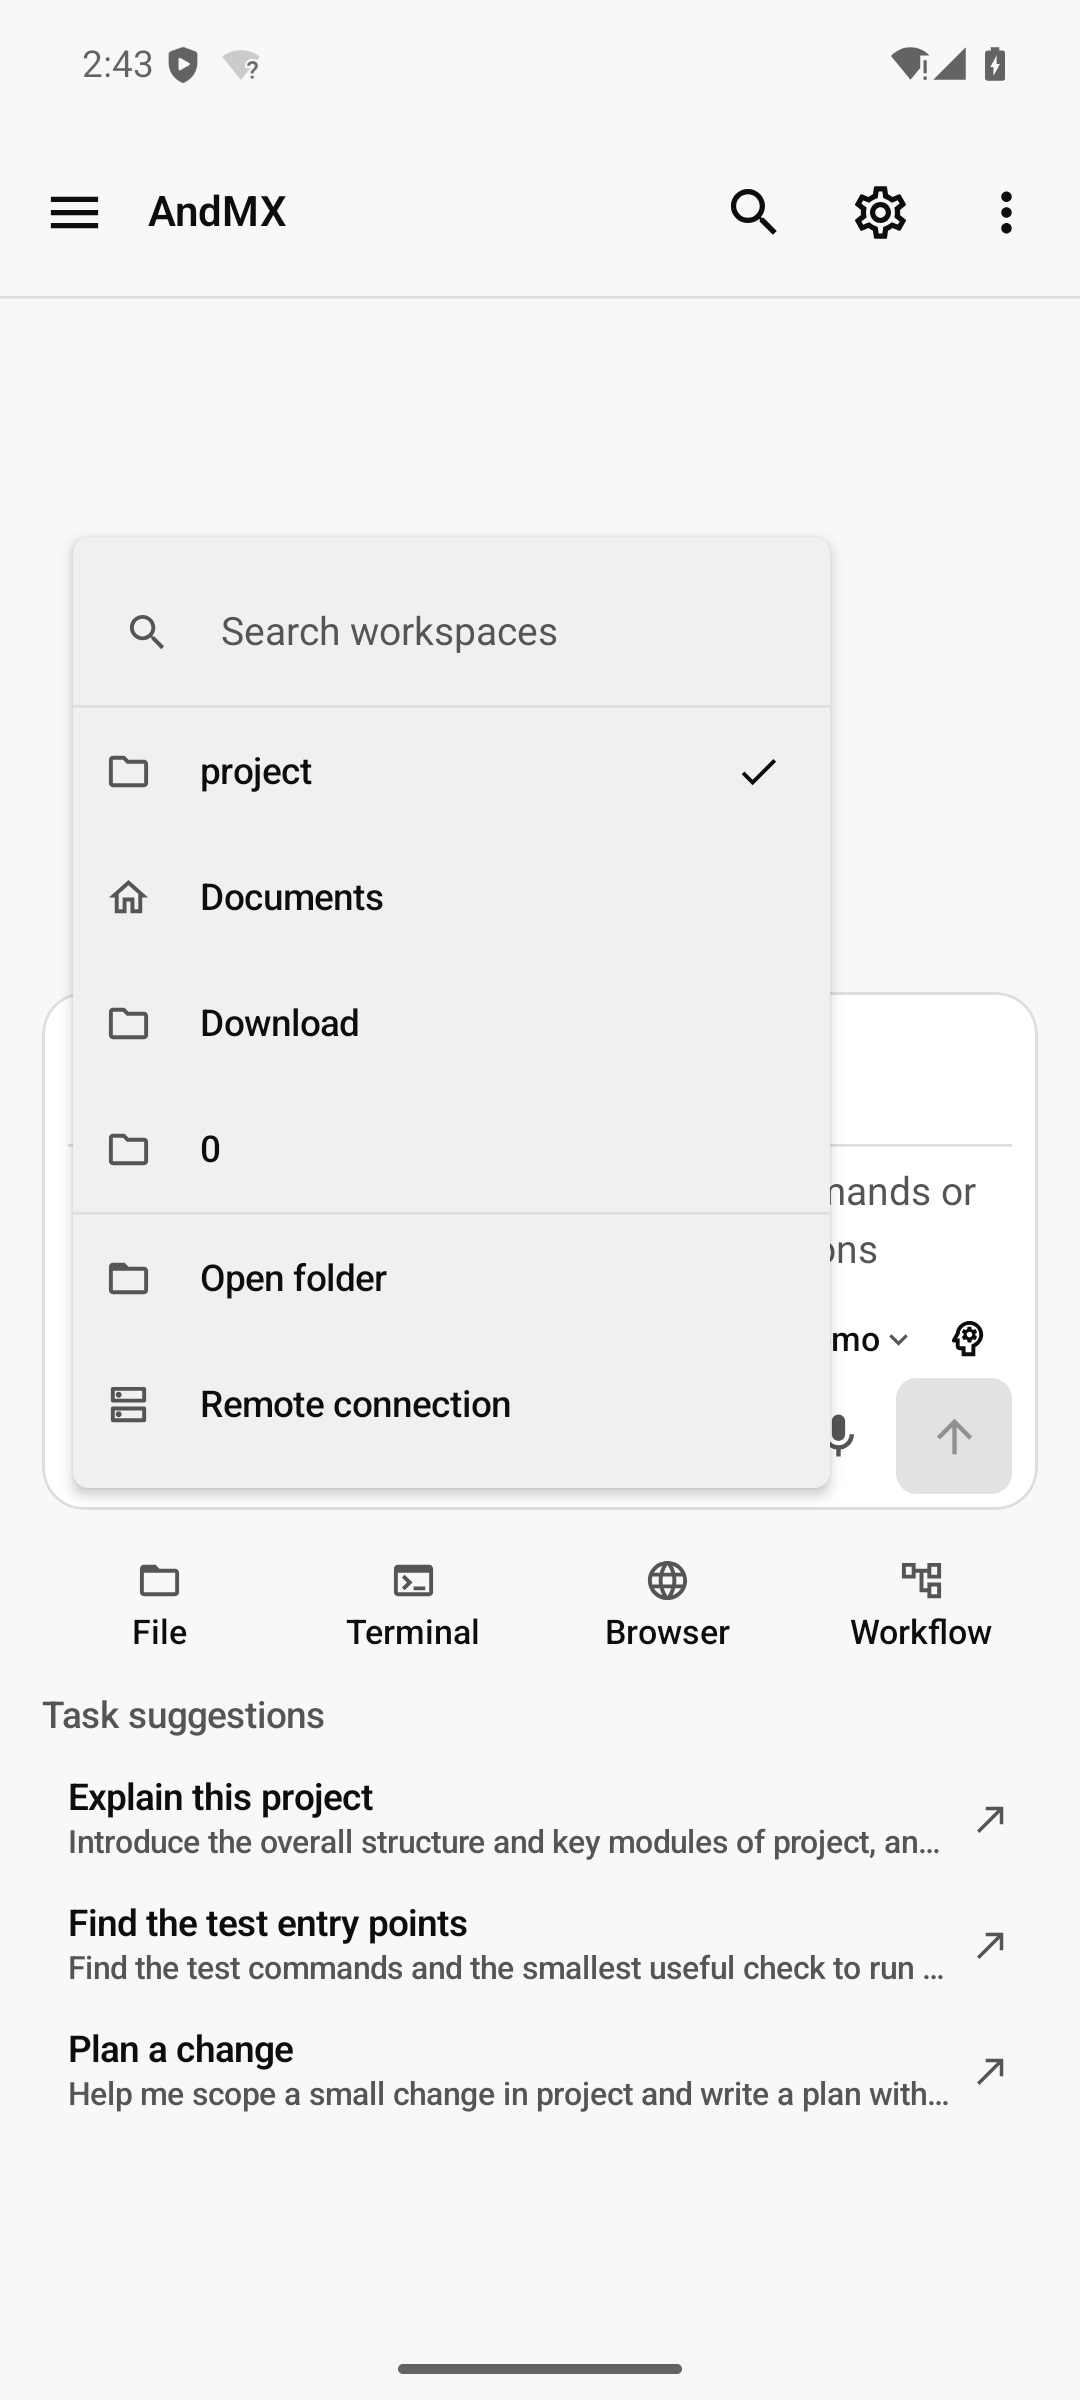 2:43
AndMX
Search workspaces
project
Documents
Download
0
Open folder
Remote connection
or
File
Terminal
Browser
Workflow
Task suggestions
Explain this project
Introduce the overall structure and key modules of project, an…
Find the test entry points
Find the test commands and the smallest useful check to run …
Plan a change
Help me scope a small change in project and write a plan with…